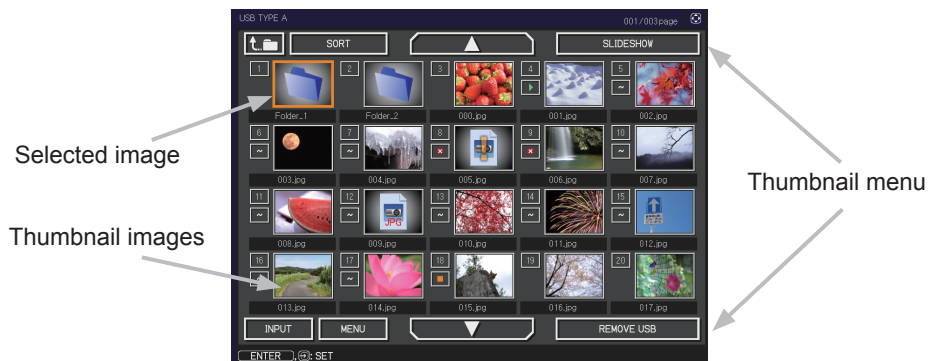 USB TYPE A
001/003page
SORT
SLIDESHOW
1 2 3 4 5
Folder_1 Folder_2 000.jpg 001.jpg 002.jpg
Selected image
6 ~ 7 ~ 8 9 10 ~
003.jpg 004.jpg 005.jpg 006.jpg 007.jpg
Thumbnail menu
11 ~ 12 ~ 13 ~ 14 ~ 15 ~
JPG
008.jpg 009.jpg 010.jpg 011.jpg 012.jpg
Thumbnail images
16 17 ~ 18 19 20
013.jpg 014.jpg 015.jpg 016.jpg 017.jpg
INPUT
MENU
REMOVE USB
ENTER , : SET